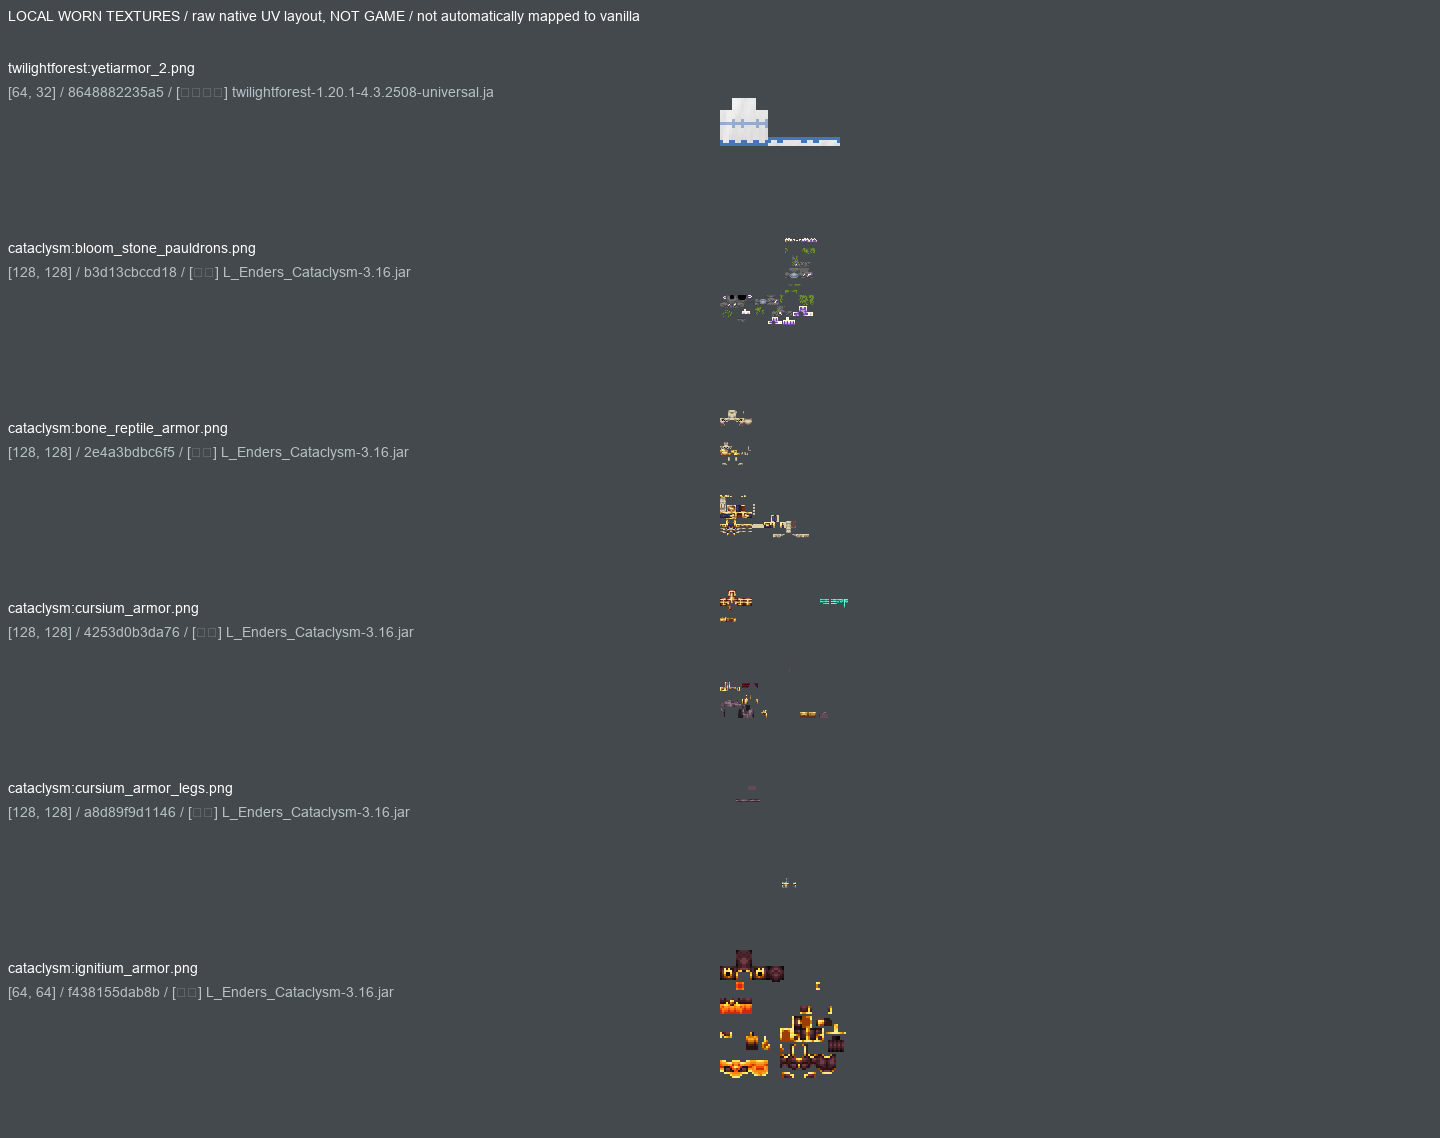 LOCAL WORN TEXTURES / raw native UV layout, NOT GAME / not automatically mapped to vanilla
twilightforest:yetiarmor_2.png
[64, 32] / 8648882235a5 / [□□□□] twilightforest-1.20.1-4.3.2508-universal.ja
cataclysm:bloom_stone_pauldrons.png
[128, 128] / b3d13cbccd18 / [□□] L_Enders_Cataclysm-3.16.jar
cataclysm:bone_reptile_armor.png
[128, 128] / 2e4a3bdbc6f5 / [□□] L_Enders_Cataclysm-3.16.jar
cataclysm:cursium_armor.png
[128, 128] / 4253d0b3da76 / [□□] L_Enders_Cataclysm-3.16.jar
cataclysm:cursium_armor_legs.png
[128, 128] / a8d89f9d1146 / [□□] L_Enders_Cataclysm-3.16.jar
cataclysm:ignitium_armor.png
[64, 64] / f438155dab8b / [□□] L_Enders_Cataclysm-3.16.jar